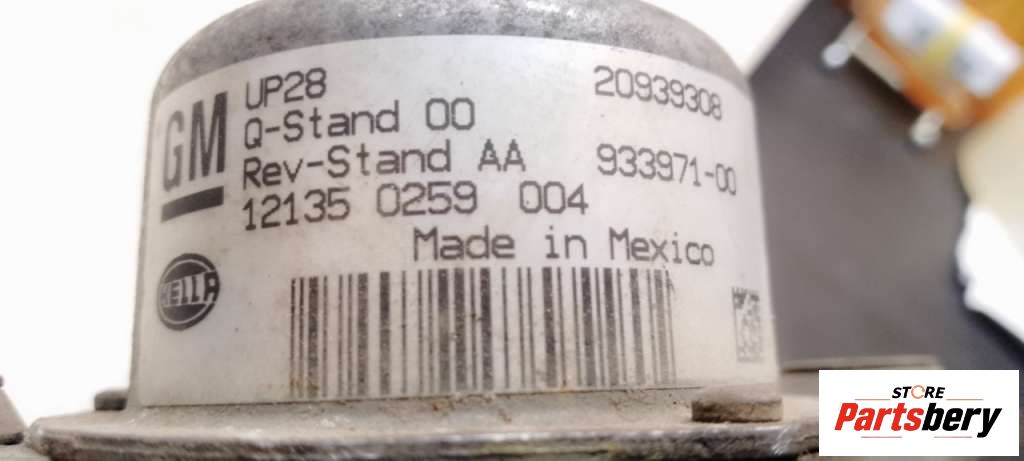 GM
UP28 20939308
Q-Stand 00
Rev-Stand AA 933971-00
12135 0259 004
Made in Mexico
HELLA
STORE
Partsbery